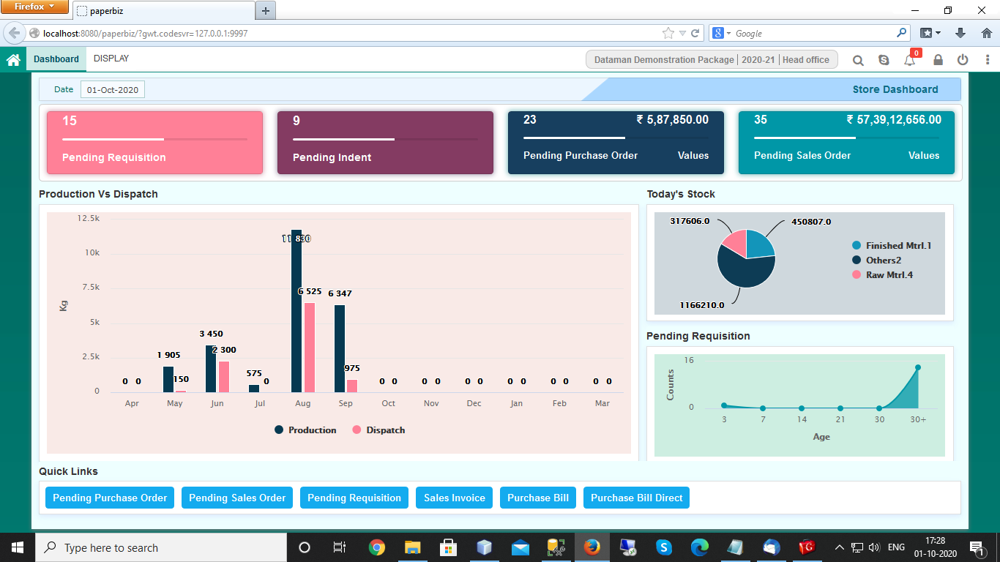 Firefox
paperbiz
localhost:8080/paperbiz/?gwt.codesvr=127.0.0.1:9997
8 Google
Dashboard DISPLAY
Dataman Demonstration Package | 2020-21 | Head office
0
Date 01-Oct-2020 Store Dashboard
15
Pending Requisition
9
Pending Indent
23 ₹ 5,87,850.00
Pending Purchase Order Values
35 ₹ 57,39,12,656.00
Pending Sales Order Values
Production Vs Dispatch
12.5k
10k
7.5k
5k
2.5k
0
Kg
0 0 1 905 150 3 450 2 300 575 0 11 830 6 525 6 347 975 0 0 0 0 0 0 0 0 0 0 0 0
Apr May Jun Jul Aug Sep Oct Nov Dec Jan Feb Mar
Production Dispatch
Today's Stock
317606.0 450807.0
1166210.0
Finished Mtrl.1
Others2
Raw Mtrl.4
Pending Requisition
16
0
Counts
3 7 14 21 30 30+
Age
Quick Links
Pending Purchase Order Pending Sales Order Pending Requisition Sales Invoice Purchase Bill Purchase Bill Direct
Type here to search
ENG
17:28
01-10-2020
1